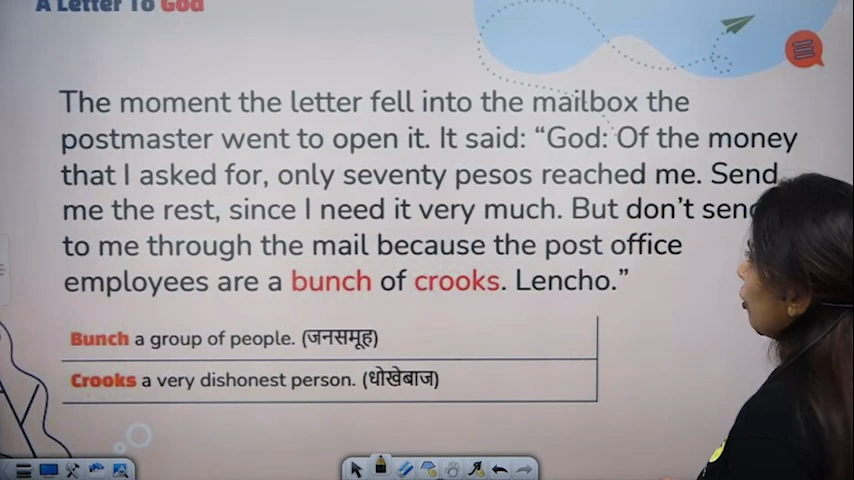 A Letter To God
The moment the letter fell into the mailbox the
postmaster went to open it. It said: “God: Of the money
that I asked for, only seventy pesos reached me. Send
me the rest, since I need it very much. But don’t
to me through the mail because the post office
employees are a bunch of crooks. Lencho.”
Bunch a group of people. (जनसमूह)
Crooks a very dishonest person. (धोखेबाज)